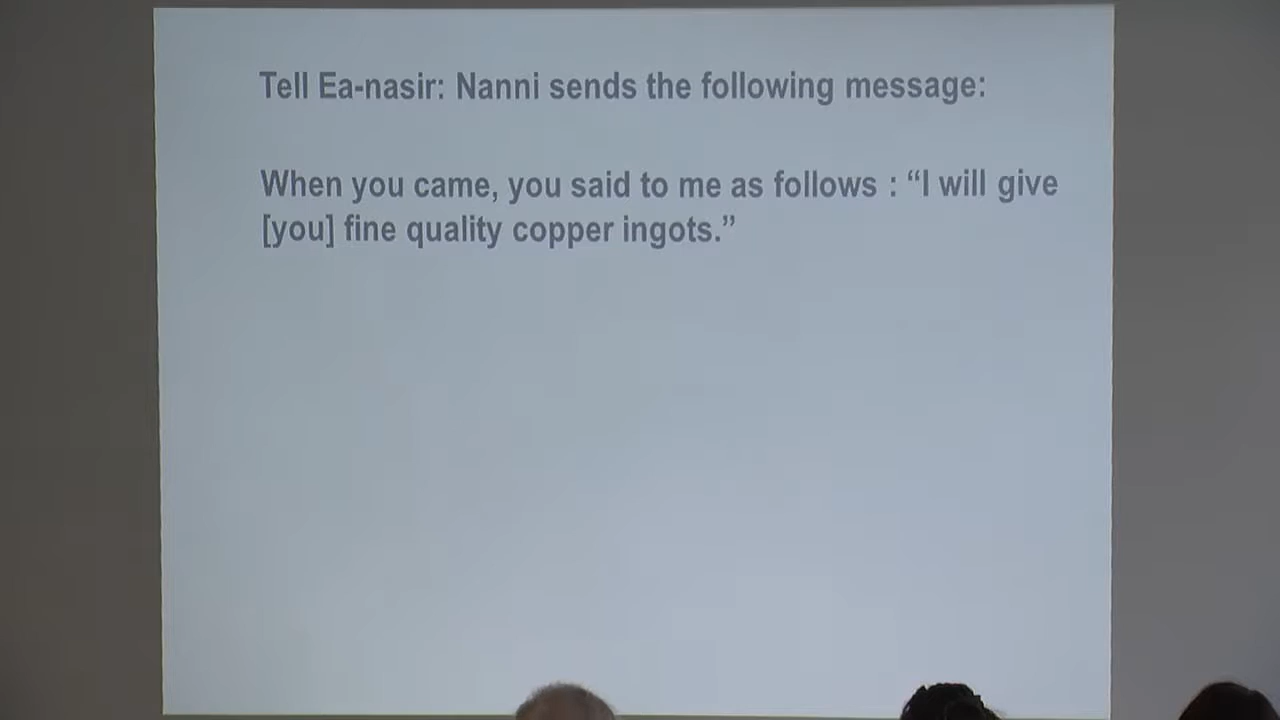 Tell Ea-nasir: Nanni sends the following message:
When you came, you said to me as follows : “I will give
[you] fine quality copper ingots.”